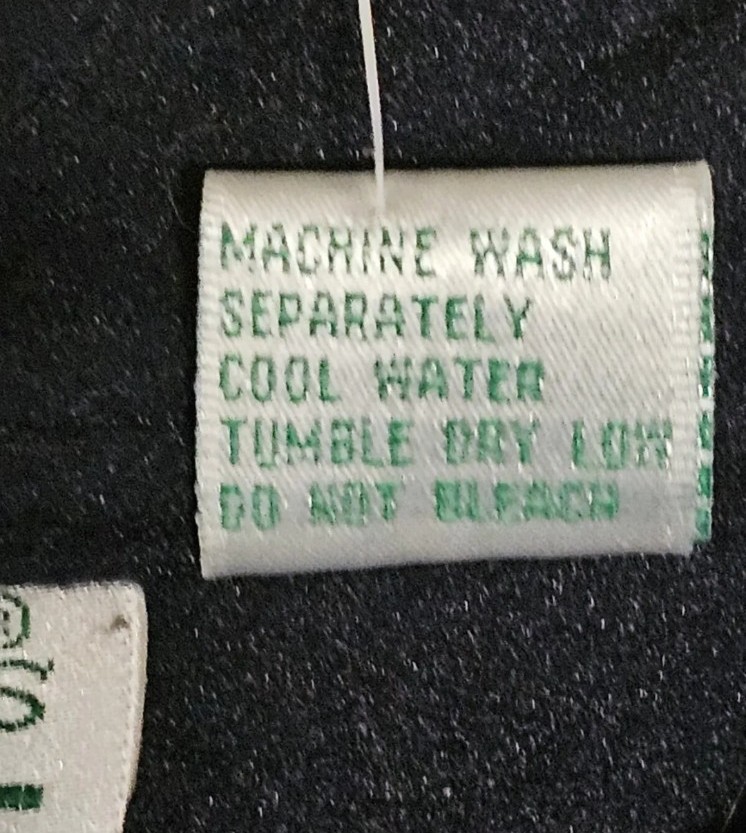 MACHINE WASH
SEPARATELY
COOL WATER
TUMBLE DRY LOW
DO NOT BLEACH